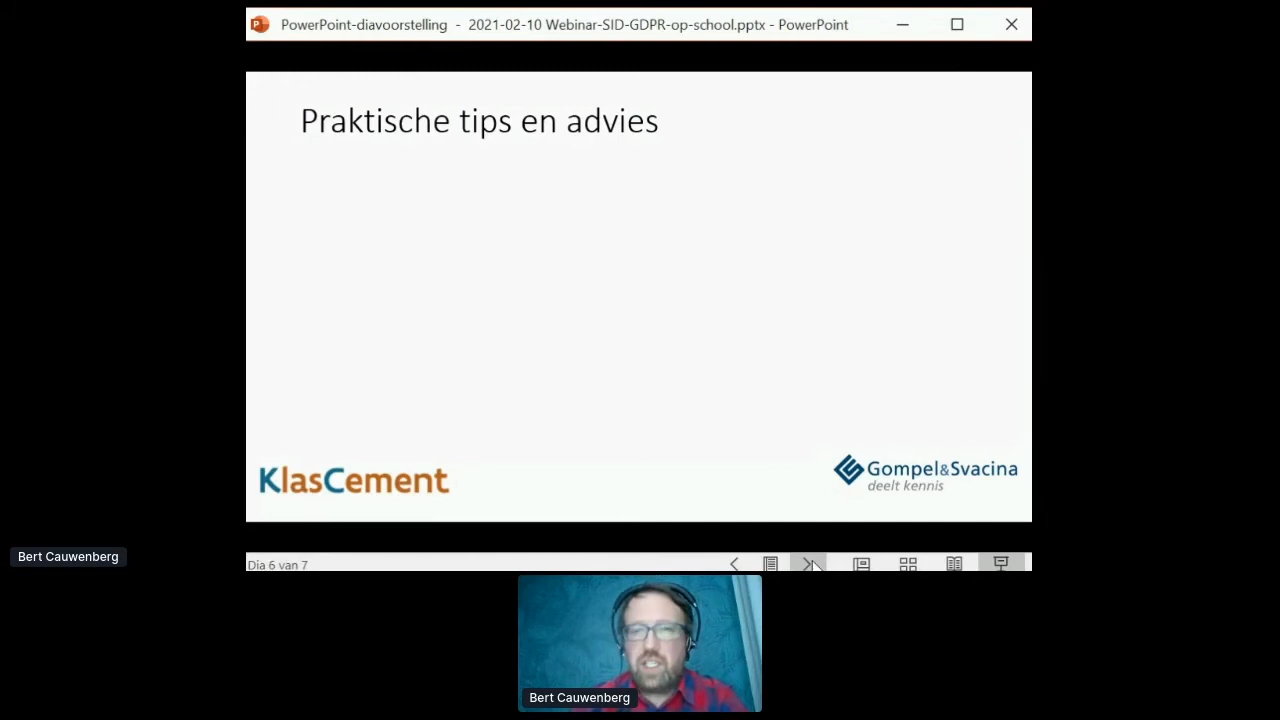 PowerPoint-diavoorstelling - 2021-02-10 Webinar-SID-GDPR-op-school.pptx - PowerPoint
Praktische tips en advies
KlasCement
Gompel&Svacina
deelt kennis
Bert Cauwenberg
Dia 6 van 7
Bert Cauwenberg